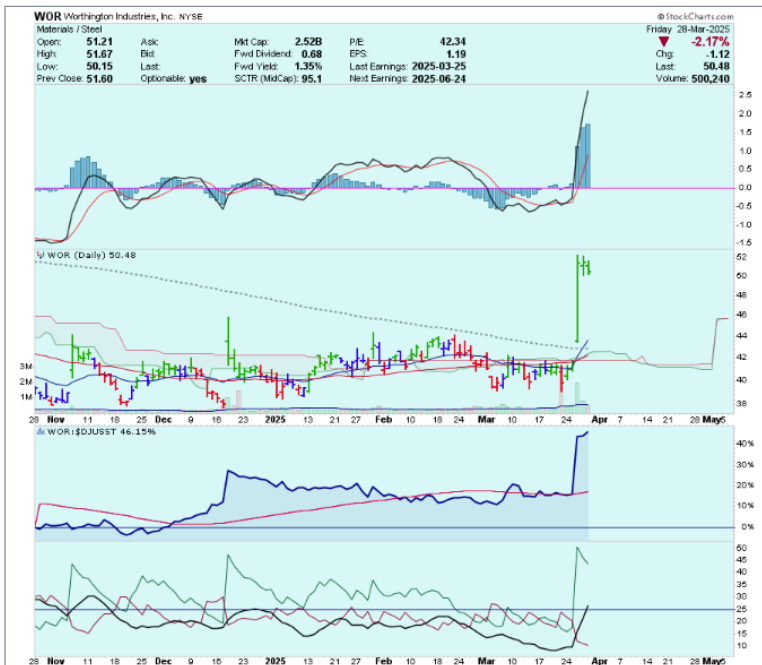 WOR Worthington Industries, Inc. NYSE © StockCharts.com
Materials / Steel Friday 28-Mar-2025
Open: 51.21 Ask: Mkt Cap: 2.52B P/E: 42.34 ▼ -2.17%
High: 51.67 Bid: Fwd Dividend: 0.68 EPS: 1.19 Chg: -1.12
Low: 50.15 Last: Fwd Yield: 1.35% Last Earnings: 2025-03-25 Last: 50.48
Prev Close: 51.60 Optionable: yes SCTR (MidCap): 95.1 Next Earnings: 2025-06-24 Volume: 500,240
2.5
2.0
1.5
1.0
0.5
0.0
-0.5
-1.0
-1.5
WOR (Daily) 50.48
52
50
48
46
44
3M 42
2M 40
1M
38
28 Nov 11 18 25 Dec 9 16 23 2025 13 21 27 Feb 10 18 24 Mar 10 17 24 Apr 7 14 21 28 May5
WOR:$DJUSST 46.15%
40%
30%
20%
10%
0%
50
45
40
35
30
25
20
15
10
28 Nov 11 18 25 Dec 9 16 23 2025 13 21 27 Feb 10 18 24 Mar 10 17 24 Apr 7 14 21 28 May5